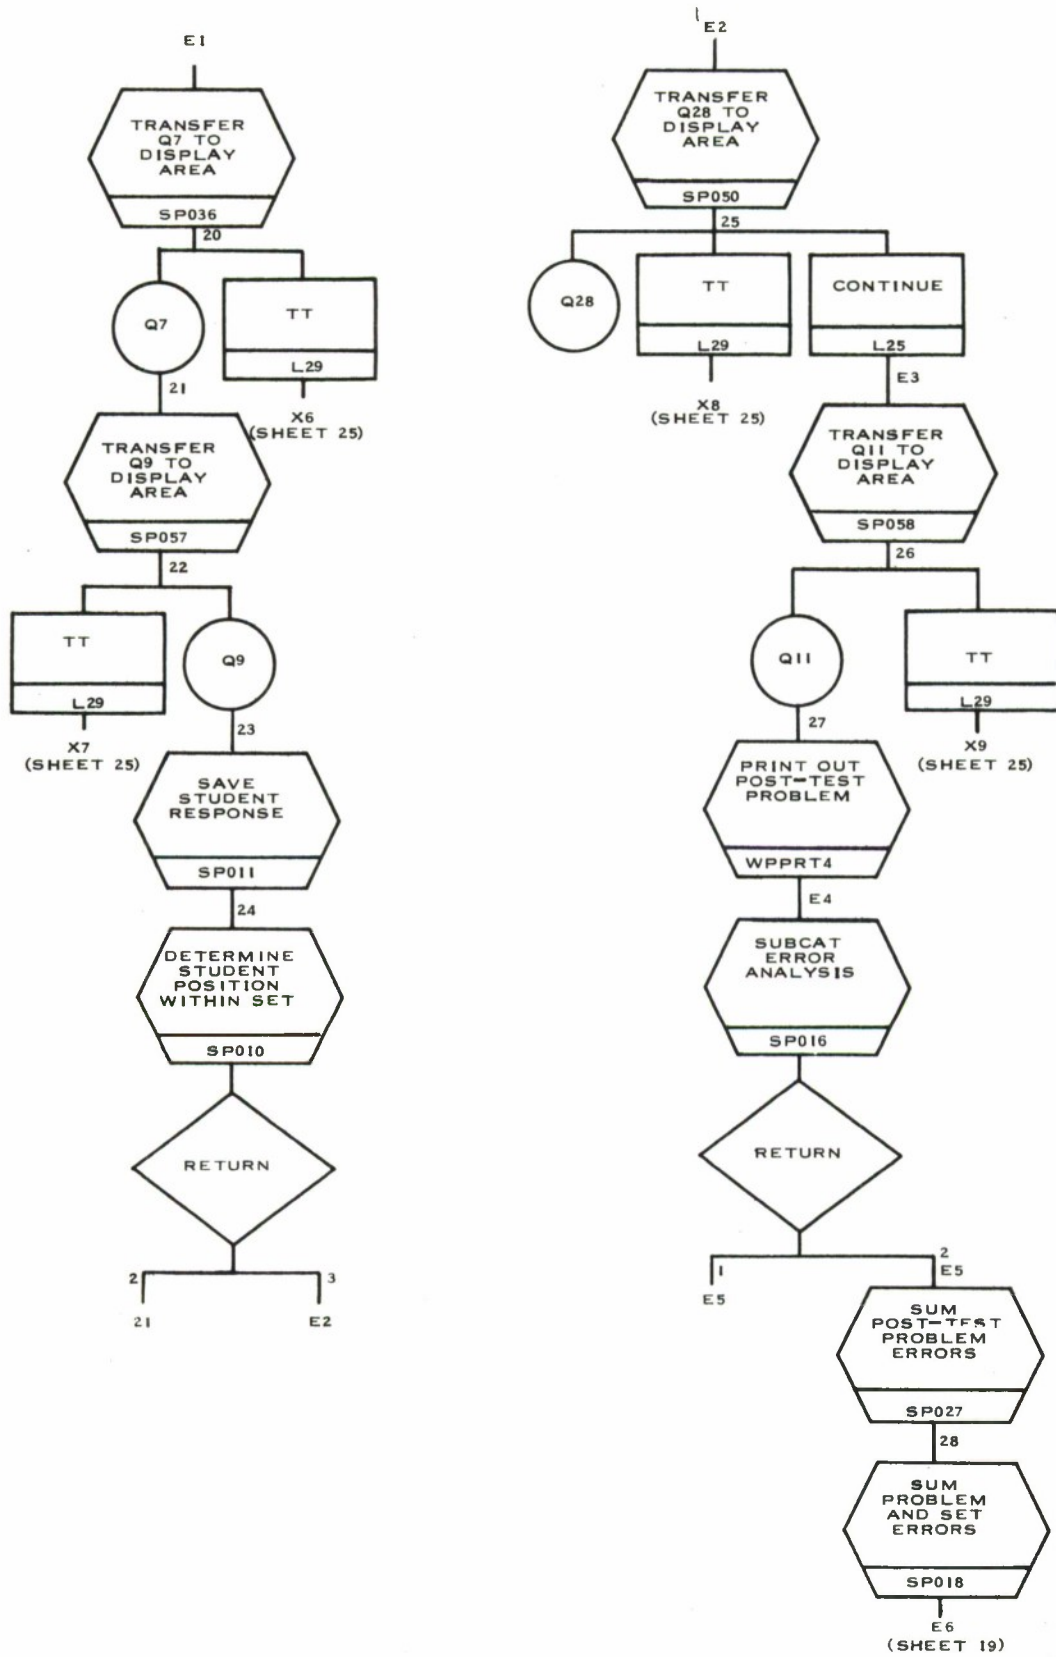 E1
TRANSFER
Q7 TO
DISPLAY
AREA
SP036
20
Q7
TT
L29
21
X6
(SHEET 25)
TRANSFER
Q9 TO
DISPLAY
AREA
SP057
22
TT
L29
X7
(SHEET 25)
Q9
23
SAVE
STUDENT
RESPONSE
SP011
24
DETERMINE
STUDENT
POSITION
WITHIN SET
SP010
RETURN
2
3
21
E2
E2
TRANSFER
Q28 TO
DISPLAY
AREA
SP050
25
Q28
TT
L29
X8
(SHEET 25)
CONTINUE
L25
E3
TRANSFER
Q11 TO
DISPLAY
AREA
SP058
26
Q11
TT
L29
27
X9
(SHEET 25)
PRINT OUT
POST-TEST
PROBLEM
WPPRT4
E4
SUBCAT
ERROR
ANALYSIS
SP016
RETURN
1
E5
2
E5
SUM
POST-TEST
PROBLEM
ERRORS
SP027
28
SUM
PROBLEM
AND SET
ERRORS
SP018
E6
(SHEET 19)